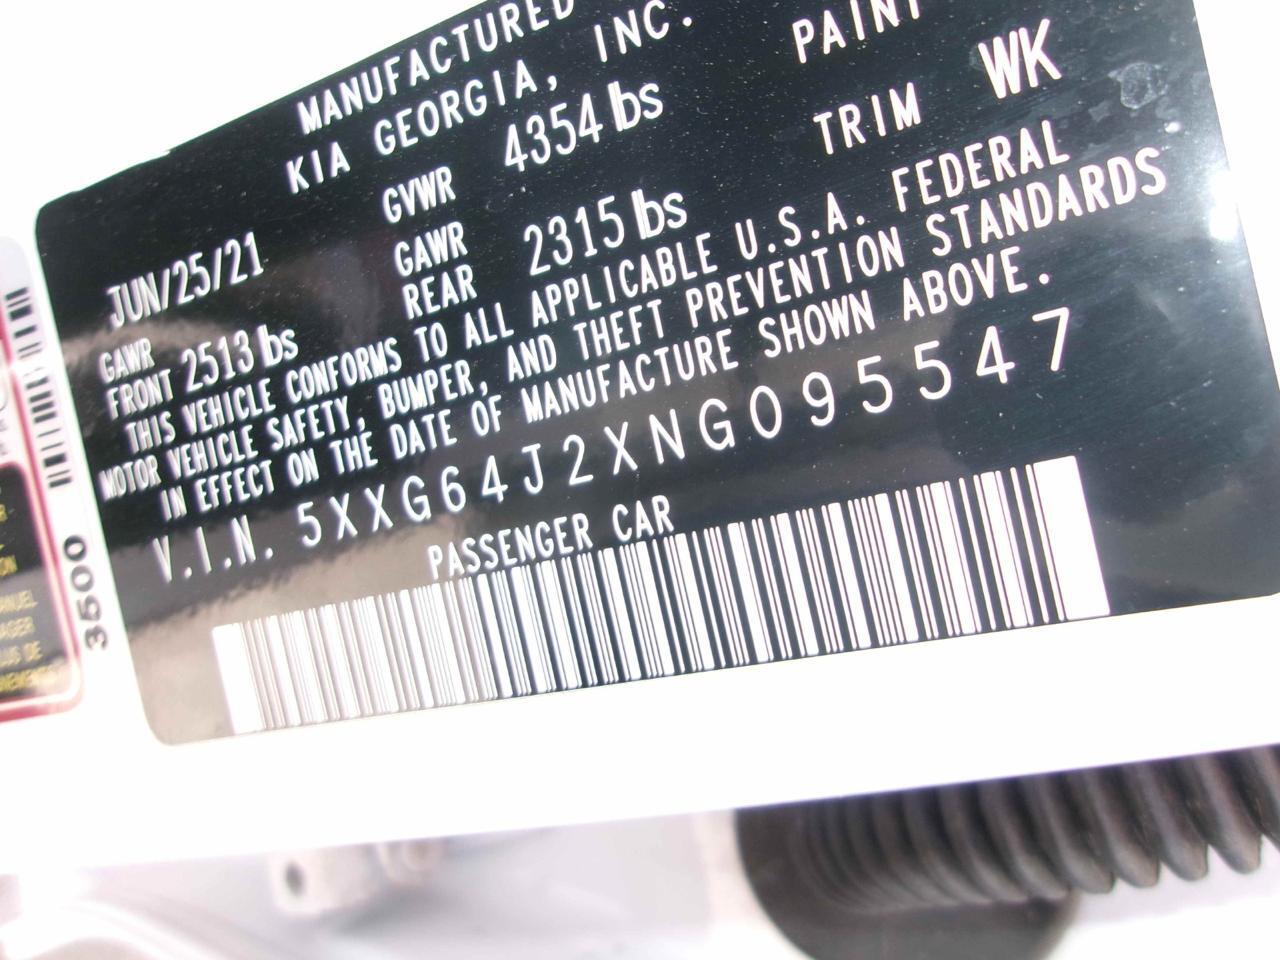 MANUFACTURED
KIA GEORGIA, INC.
PAINT
GVWR 4354 lbs
TRIM WK
JUN/25/21
GAWR REAR 2315 lbs
GAWR FRONT 2513 lbs
THIS VEHICLE CONFORMS TO ALL APPLICABLE U.S.A. FEDERAL
MOTOR VEHICLE SAFETY, BUMPER, AND THEFT PREVENTION STANDARDS
IN EFFECT ON THE DATE OF MANUFACTURE SHOWN ABOVE.
V.I.N. 5XXG64J2XNG095547
PASSENGER CAR
3500